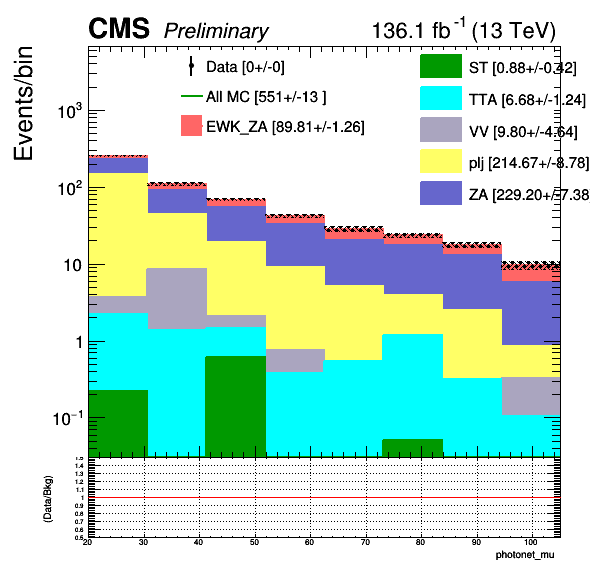 CMS Preliminary 136.1 fb⁻¹ (13 TeV)
Events/bin
Data [0+/-0]
All MC [551+/-13 ]
EWK_ZA [89.81+/-1.26]
ST [0.88+/-0.42]
TTA [6.68+/-1.24]
VV [9.80+/-4.64]
plj [214.67+/-8.78]
ZA [229.20+/-7.38
10³
10²
10
1
10⁻¹
(Data/Bkg)
1.5
1.4
1.3
1.2
1.1
1
0.9
0.8
0.7
0.6
0.5
20 30 40 50 60 70 80 90 100
photonet_mu